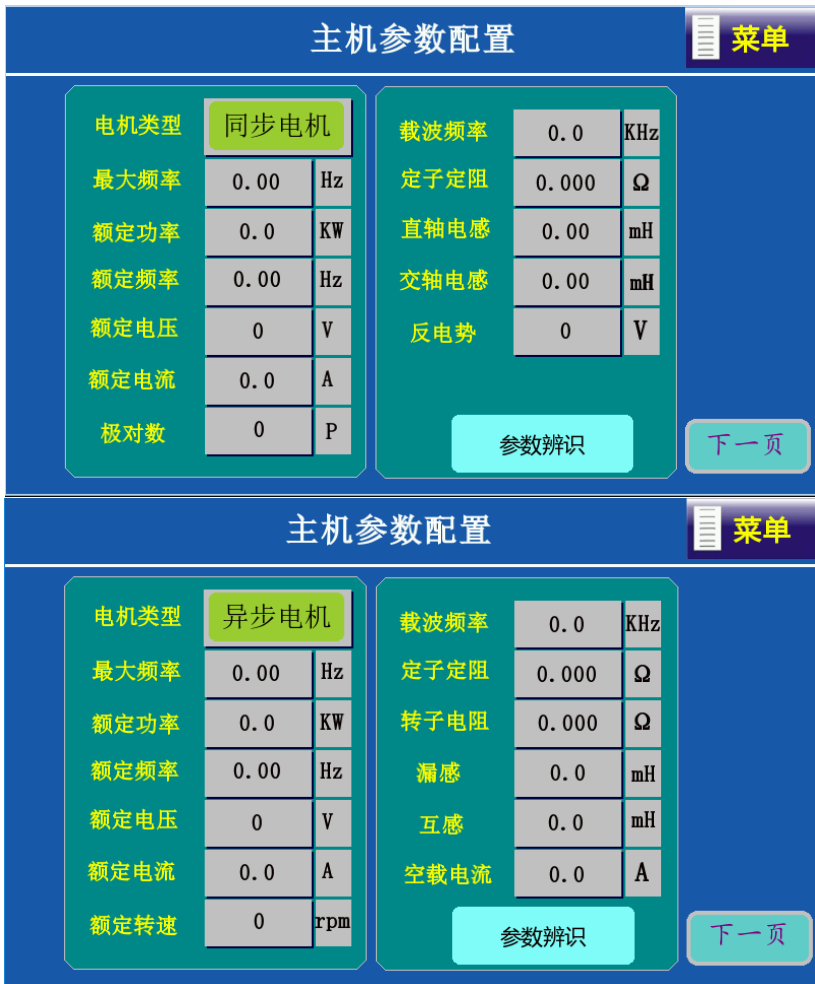 主机参数配置
菜单
电机类型 同步电机
最大频率 0.00 Hz
额定功率 0.0 KW
额定频率 0.00 Hz
额定电压 0 V
额定电流 0.0 A
极对数 0 P
载波频率 0.0 KHz
定子定阻 0.000 Ω
直轴电感 0.00 mH
交轴电感 0.00 mH
反电势 0 V
参数辨识
下一页
主机参数配置
菜单
电机类型 异步电机
最大频率 0.00 Hz
额定功率 0.0 KW
额定频率 0.00 Hz
额定电压 0 V
额定电流 0.0 A
额定转速 0 rpm
载波频率 0.0 KHz
定子定阻 0.000 Ω
转子电阻 0.000 Ω
漏感 0.0 mH
互感 0.0 mH
空载电流 0.0 A
参数辨识
下一页